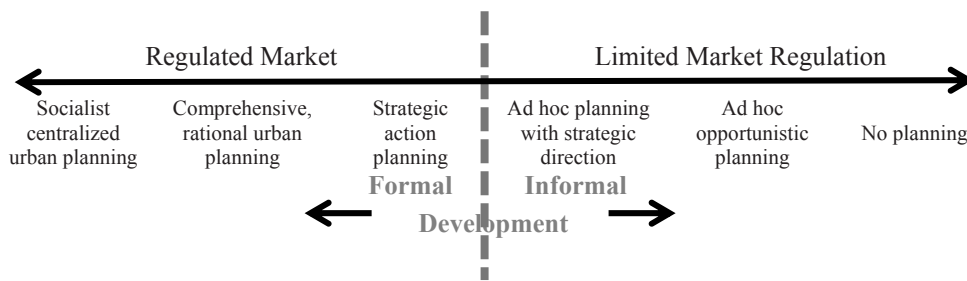 Regulated Market
Limited Market Regulation
Socialist
centralized
urban planning
Comprehensive,
rational urban
planning
Strategic
action
planning
Ad hoc planning
with strategic
direction
Ad hoc
opportunistic
planning
No planning
Formal
Informal
Development